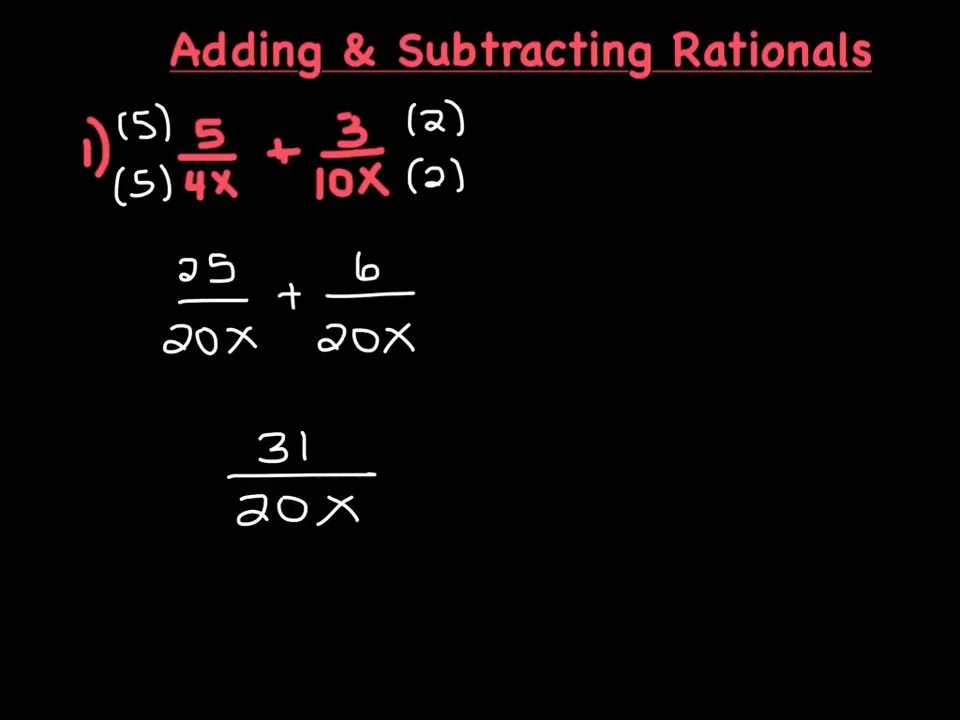 Adding & Subtracting Rationals
1) (5) 5 + 3 (2)
(5) 4x 10x (2)
25 + 6
20x 20x
31
20x